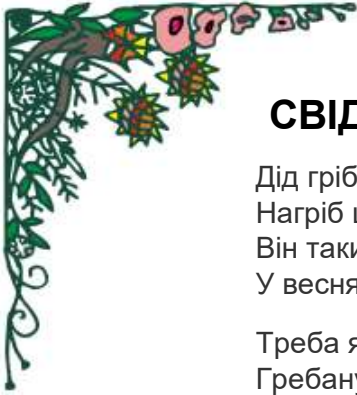 СВІД
Дід гріб
Нагріб
Він таки
У весня
Треба я
Гребану